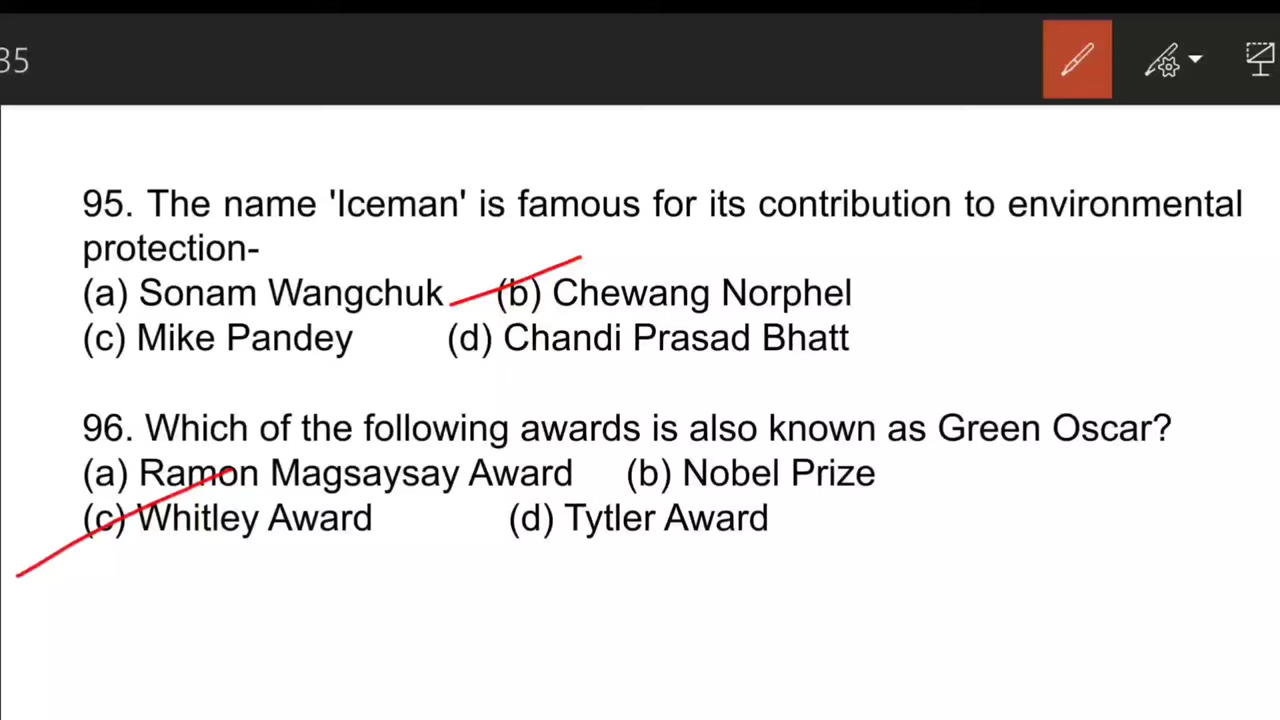 35
95. The name 'Iceman' is famous for its contribution to environmental
protection-
(a) Sonam Wangchuk (b) Chewang Norphel
(c) Mike Pandey (d) Chandi Prasad Bhatt
96. Which of the following awards is also known as Green Oscar?
(a) Ramon Magsaysay Award (b) Nobel Prize
(c) Whitley Award (d) Tytler Award